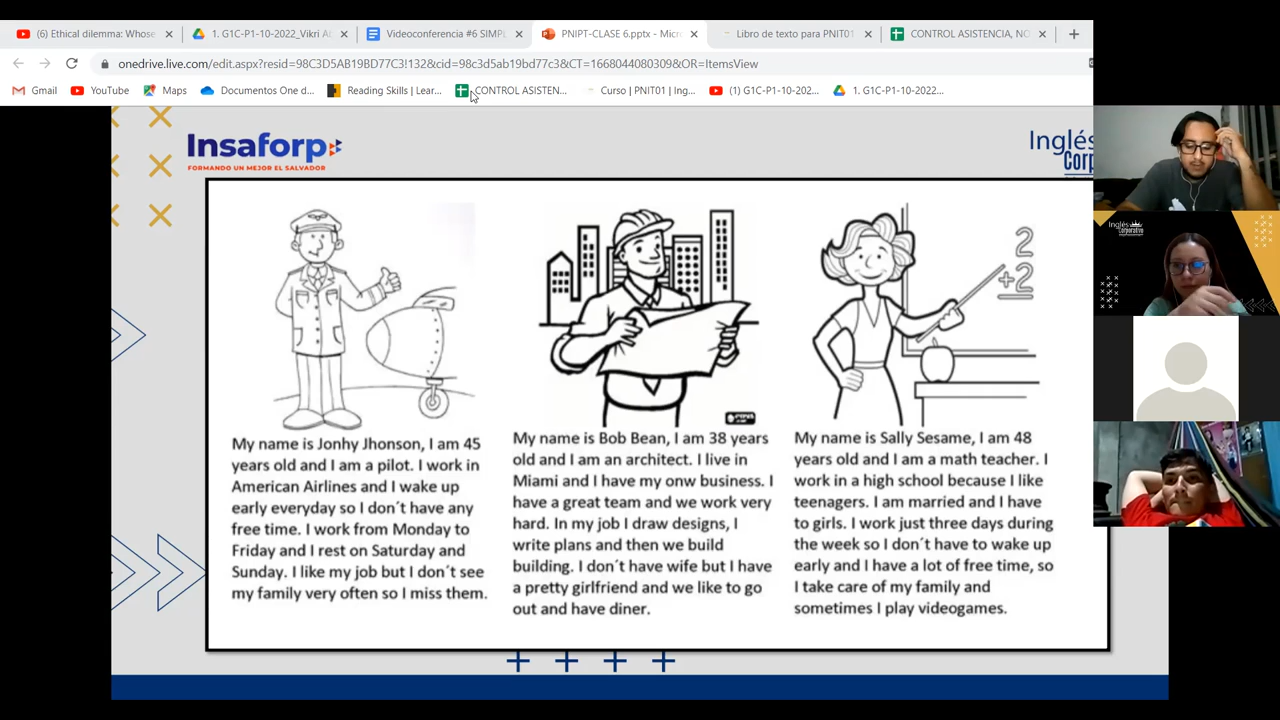 (6) Ethical dilemma: Whose
1. G1C-P1-10-2022_Vikri Al
Videoconferencia #6 SIMPL
PNIPT-CLASE 6.pptx - Micro
Libro de texto para PNIT01
CONTROL ASISTENCIA, NO
onedrive.live.com/edit.aspx?resid=98C3D5AB19BD77C3!132&cid=98c3d5ab19bd77c3&CT=1668044080309&OR=ItemsView
Gmail
YouTube
Maps
Documentos One d...
Reading Skills | Lear...
CONTROL ASISTEN...
Curso | PNIT01 | Ing...
(1) G1C-P1-10-202...
1. G1C-P1-10-2022...
Insaforp
FORMANDO UN MEJOR EL SALVADOR
Inglés
Corp
Inglés
Corporativo
2
+2
My name is Jonhy Jhonson, I am 45
years old and I am a pilot. I work in
American Airlines and I wake up
early everyday so I don´t have any
free time. I work from Monday to
Friday and I rest on Saturday and
Sunday. I like my job but I don´t see
my family very often so I miss them.
My name is Bob Bean, I am 38 years
old and I am an architect. I live in
Miami and I have my onw business. I
have a great team and we work very
hard. In my job I draw designs, I
write plans and then we build
building. I don´t have wife but I have
a pretty girlfriend and we like to go
out and have diner.
My name is Sally Sesame, I am 48
years old and I am a math teacher. I
work in a high school because I like
teenagers. I am married and I have
to girls. I work just three days during
the week so I don´t have to wake up
early and I have a lot of free time, so
I take care of my family and
sometimes I play videogames.